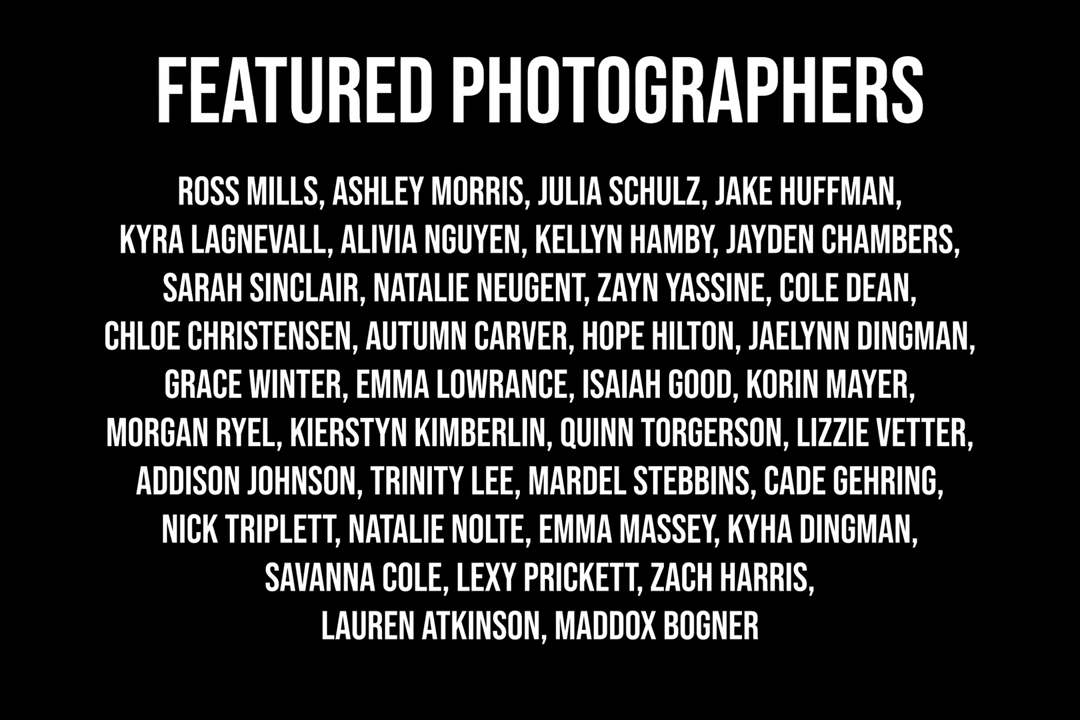 FEATURED PHOTOGRAPHERS
ROSS MILLS, ASHLEY MORRIS, JULIA SCHULZ, JAKE HUFFMAN,
KYRA LAGNEVALL, ALIVIA NGUYEN, KELLYN HAMBY, JAYDEN CHAMBERS,
SARAH SINCLAIR, NATALIE NEUGENT, ZAYN YASSINE, COLE DEAN,
CHLOE CHRISTENSEN, AUTUMN CARVER, HOPE HILTON, JAELYNN DINGMAN,
GRACE WINTER, EMMA LOWRANCE, ISAIAH GOOD, KORIN MAYER,
MORGAN RYEL, KIERSTYN KIMBERLIN, QUINN TORGERSON, LIZZIE VETTER,
ADDISON JOHNSON, TRINITY LEE, MARDEL STEBBINS, CADE GEHRING,
NICK TRIPLETT, NATALIE NOLTE, EMMA MASSEY, KYHA DINGMAN,
SAVANNA COLE, LEXY PRICKETT, ZACH HARRIS,
LAUREN ATKINSON, MADDOX BOGNER